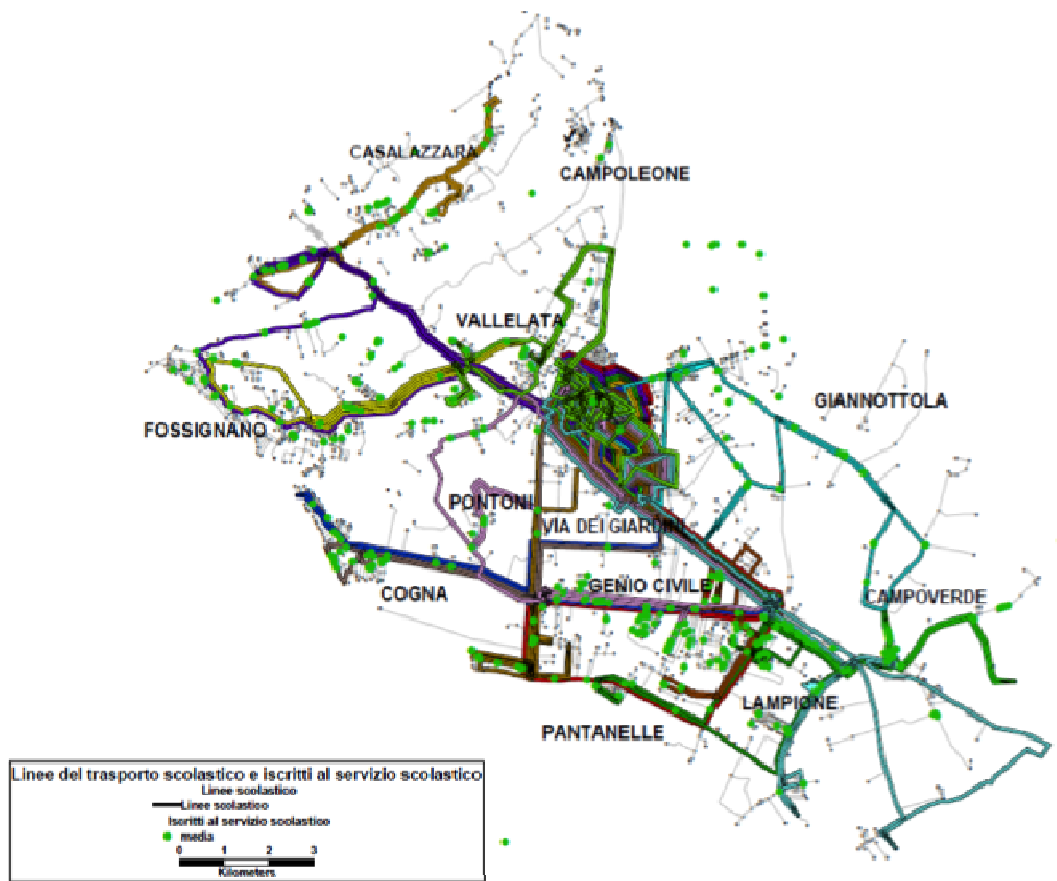 CASALAZZARA
CAMPOLEONE
VALLELATA
GIANNOTTOLA
FOSSIGNANO
PONTONI
VIA DEI GIARDINI
COGNA
GENIO CIVILE
CAMPOVERDE
LAMPIONE
PANTANELLE
Linee del trasporto scolastico e iscritti al servizio scolastico
Linee scolastico
Linee scolastico
Iscritti al servizio scolastico
media
0 1 2 3
Kilometers